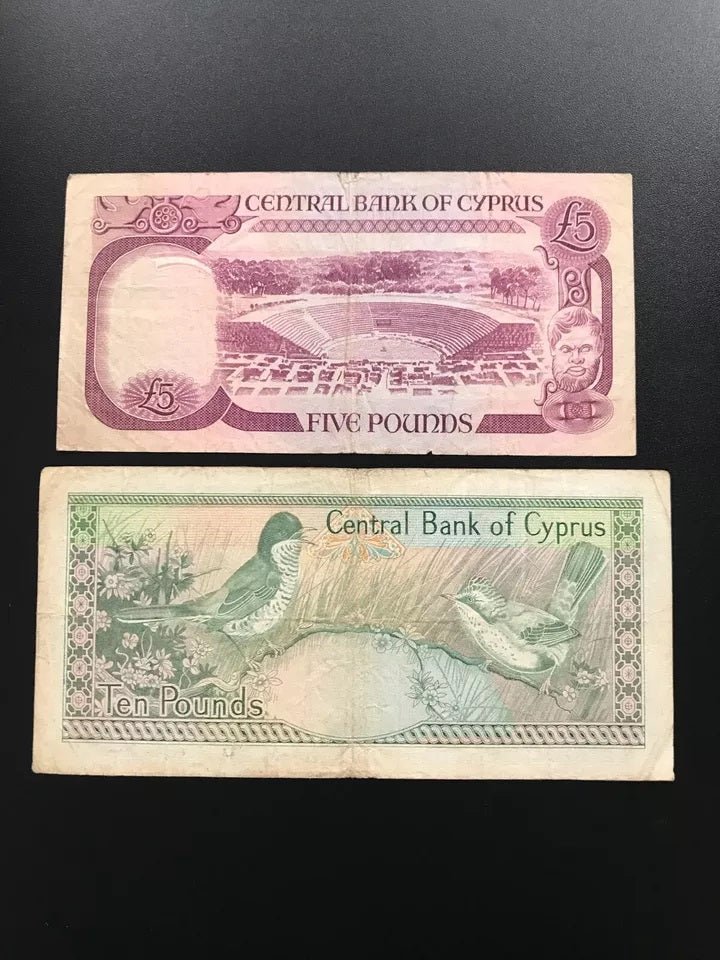 CENTRAL BANK OF CYPRUS
£5
£5
FIVE POUNDS
Central Bank of Cyprus
Ten Pounds